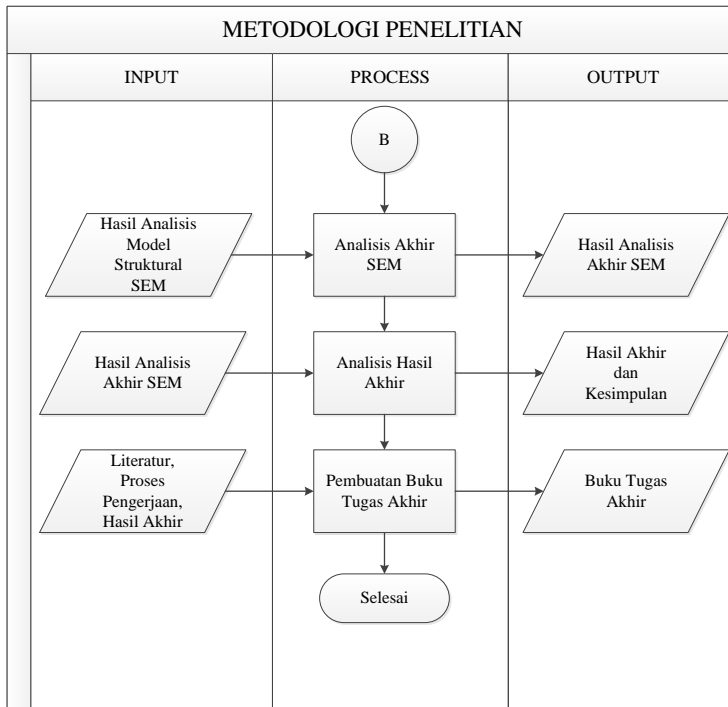 METODOLOGI PENELITIAN
INPUT
PROCESS
OUTPUT
B
Hasil Analisis
Model
Struktural
SEM
Analisis Akhir
SEM
Hasil Analisis
Akhir SEM
Hasil Analisis
Akhir SEM
Analisis Hasil
Akhir
Hasil Akhir
dan
Kesimpulan
Literatur,
Proses
Pengerjaan,
Hasil Akhir
Pembuatan Buku
Tugas Akhir
Buku Tugas
Akhir
Selesai